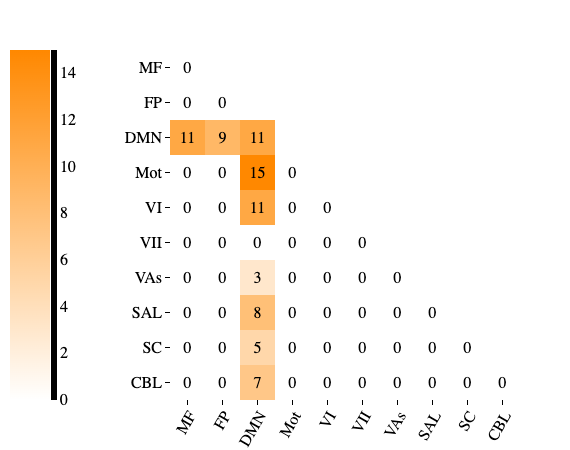 14
12
10
8
6
4
2
0
MF 0
FP 0 0
DMN 11 9 11
Mot 0 0 15 0
VI 0 0 11 0 0
VII 0 0 0 0 0 0
VAs 0 0 3 0 0 0 0
SAL 0 0 8 0 0 0 0 0
SC 0 0 5 0 0 0 0 0 0
CBL 0 0 7 0 0 0 0 0 0 0
MF FP DMN Mot VI VII VAs SAL SC CBL